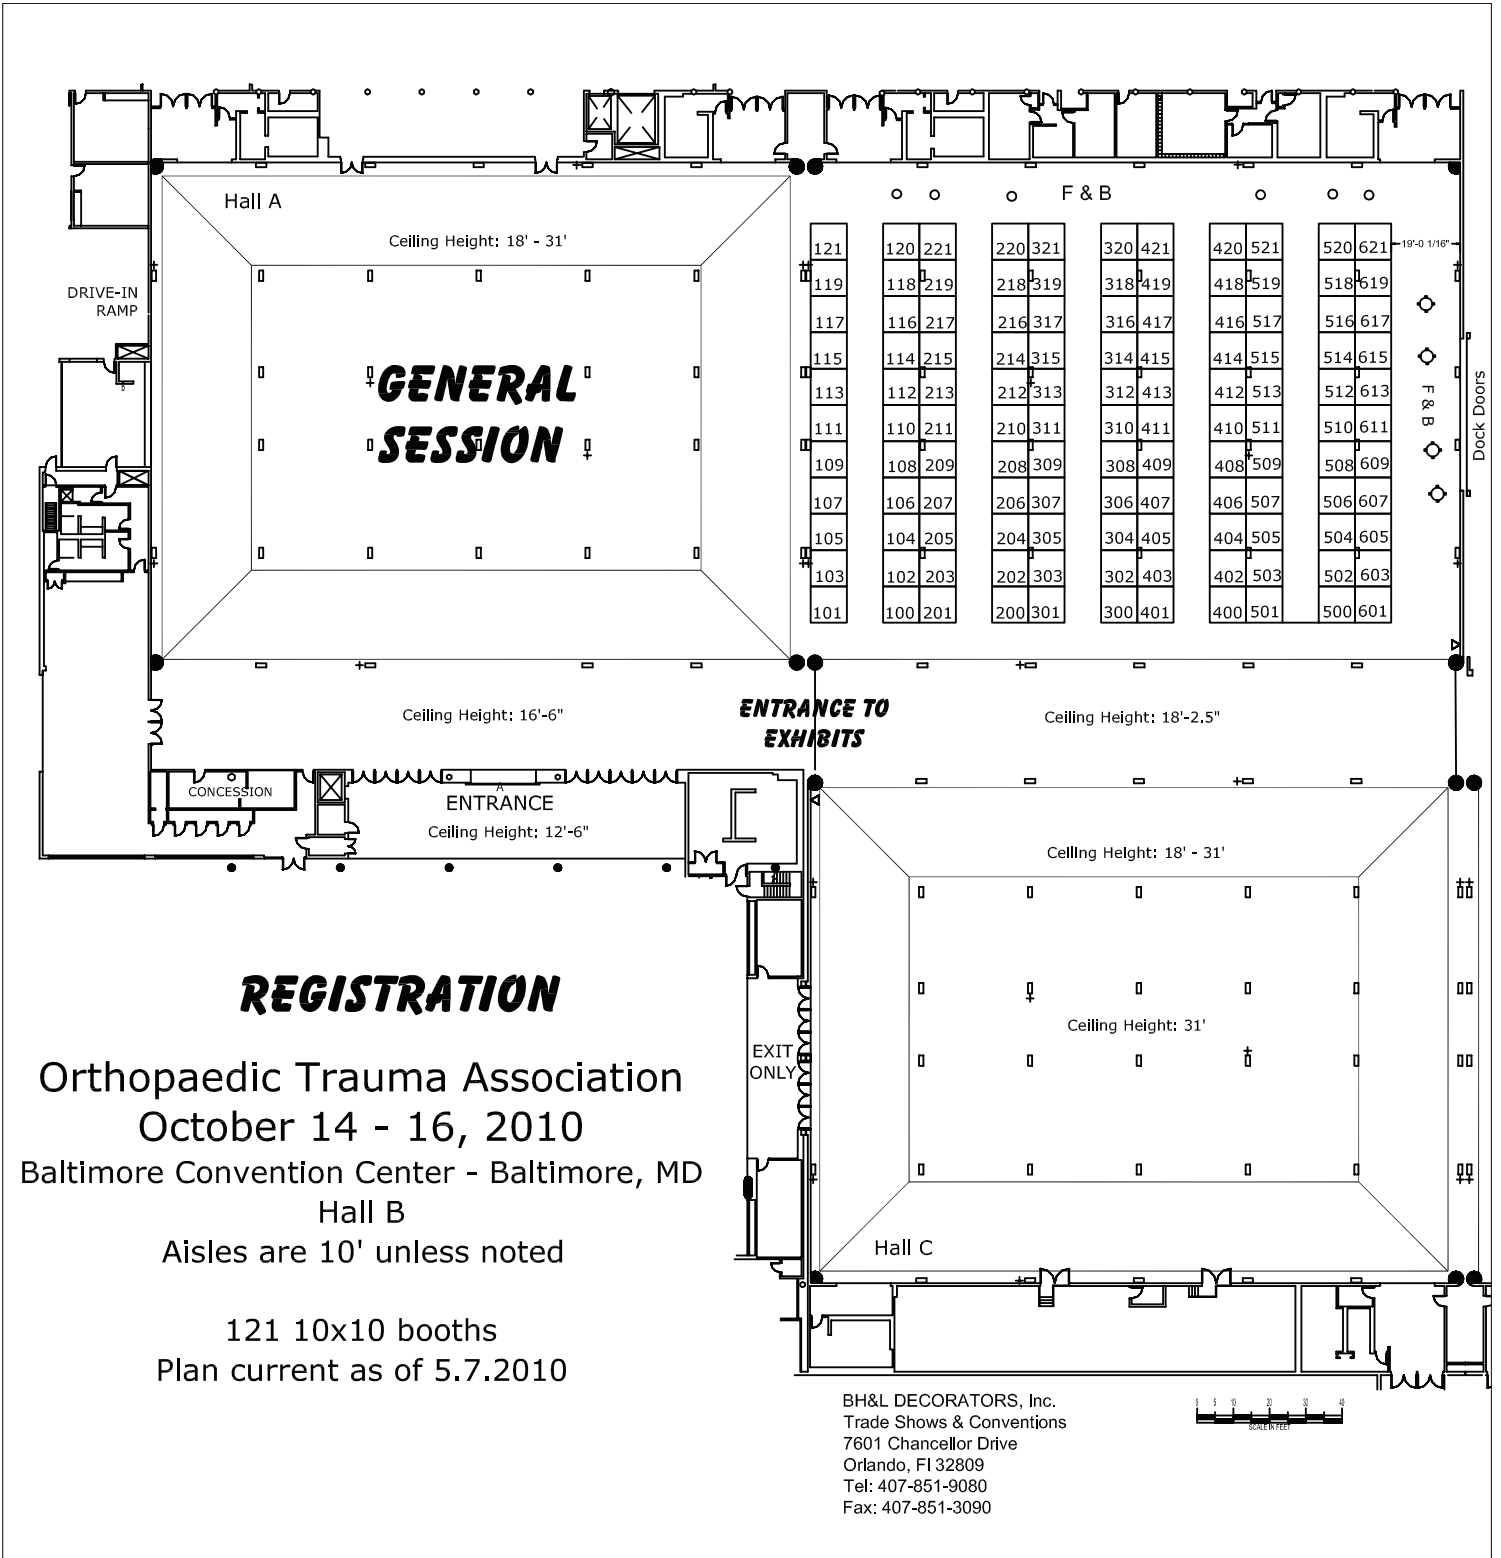 Hall A
Ceiling Height: 18' - 31'
DRIVE-IN
RAMP
GENERAL
SESSION
F & B
121 120 221 220 321 320 421 420 521 520 621
19'-0 1/16"
119 118 219 218 319 318 419 418 519 518 619
117 116 217 216 317 316 417 416 517 516 617
115 114 215 214 315 314 415 414 515 514 615
113 112 213 212 313 312 413 412 513 512 613
111 110 211 210 311 310 411 410 511 510 611
109 108 209 208 309 308 409 408 509 508 609
107 106 207 206 307 306 407 406 507 506 607
105 104 205 204 305 304 405 404 505 504 605
103 102 203 202 303 302 403 402 503 502 603
101 100 201 200 301 300 401 400 501 500 601
F & B
Dock Doors
Ceiling Height: 16'-6"
ENTRANCE TO
EXHIBITS
Ceiling Height: 18'-2.5"
CONCESSION
A
ENTRANCE
Ceiling Height: 12'-6"
Ceiling Height: 18' - 31'
Ceiling Height: 31'
EXIT
ONLY
Hall C
REGISTRATION
Orthopaedic Trauma Association
October 14 - 16, 2010
Baltimore Convention Center - Baltimore, MD
Hall B
Aisles are 10' unless noted
121 10x10 booths
Plan current as of 5.7.2010
BH&L DECORATORS, Inc.
Trade Shows & Conventions
7601 Chancellor Drive
Orlando, Fl 32809
Tel: 407-851-9080
Fax: 407-851-3090
0 5 10 20 30 40
SCALE IN FEET